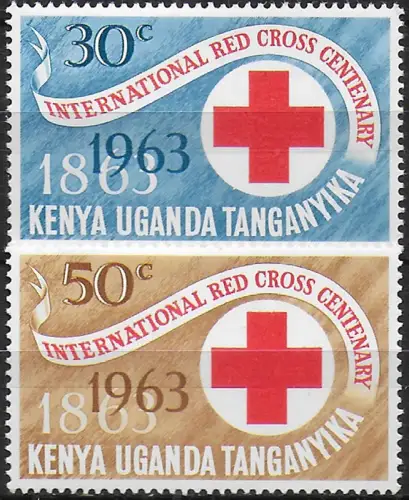 30c
INTERNATIONAL RED CROSS CENTENARY
1963
1863
KENYA UGANDA TANGANYIKA
50c
INTERNATIONAL RED CROSS CENTENARY
1963
1863
KENYA UGANDA TANGANYIKA